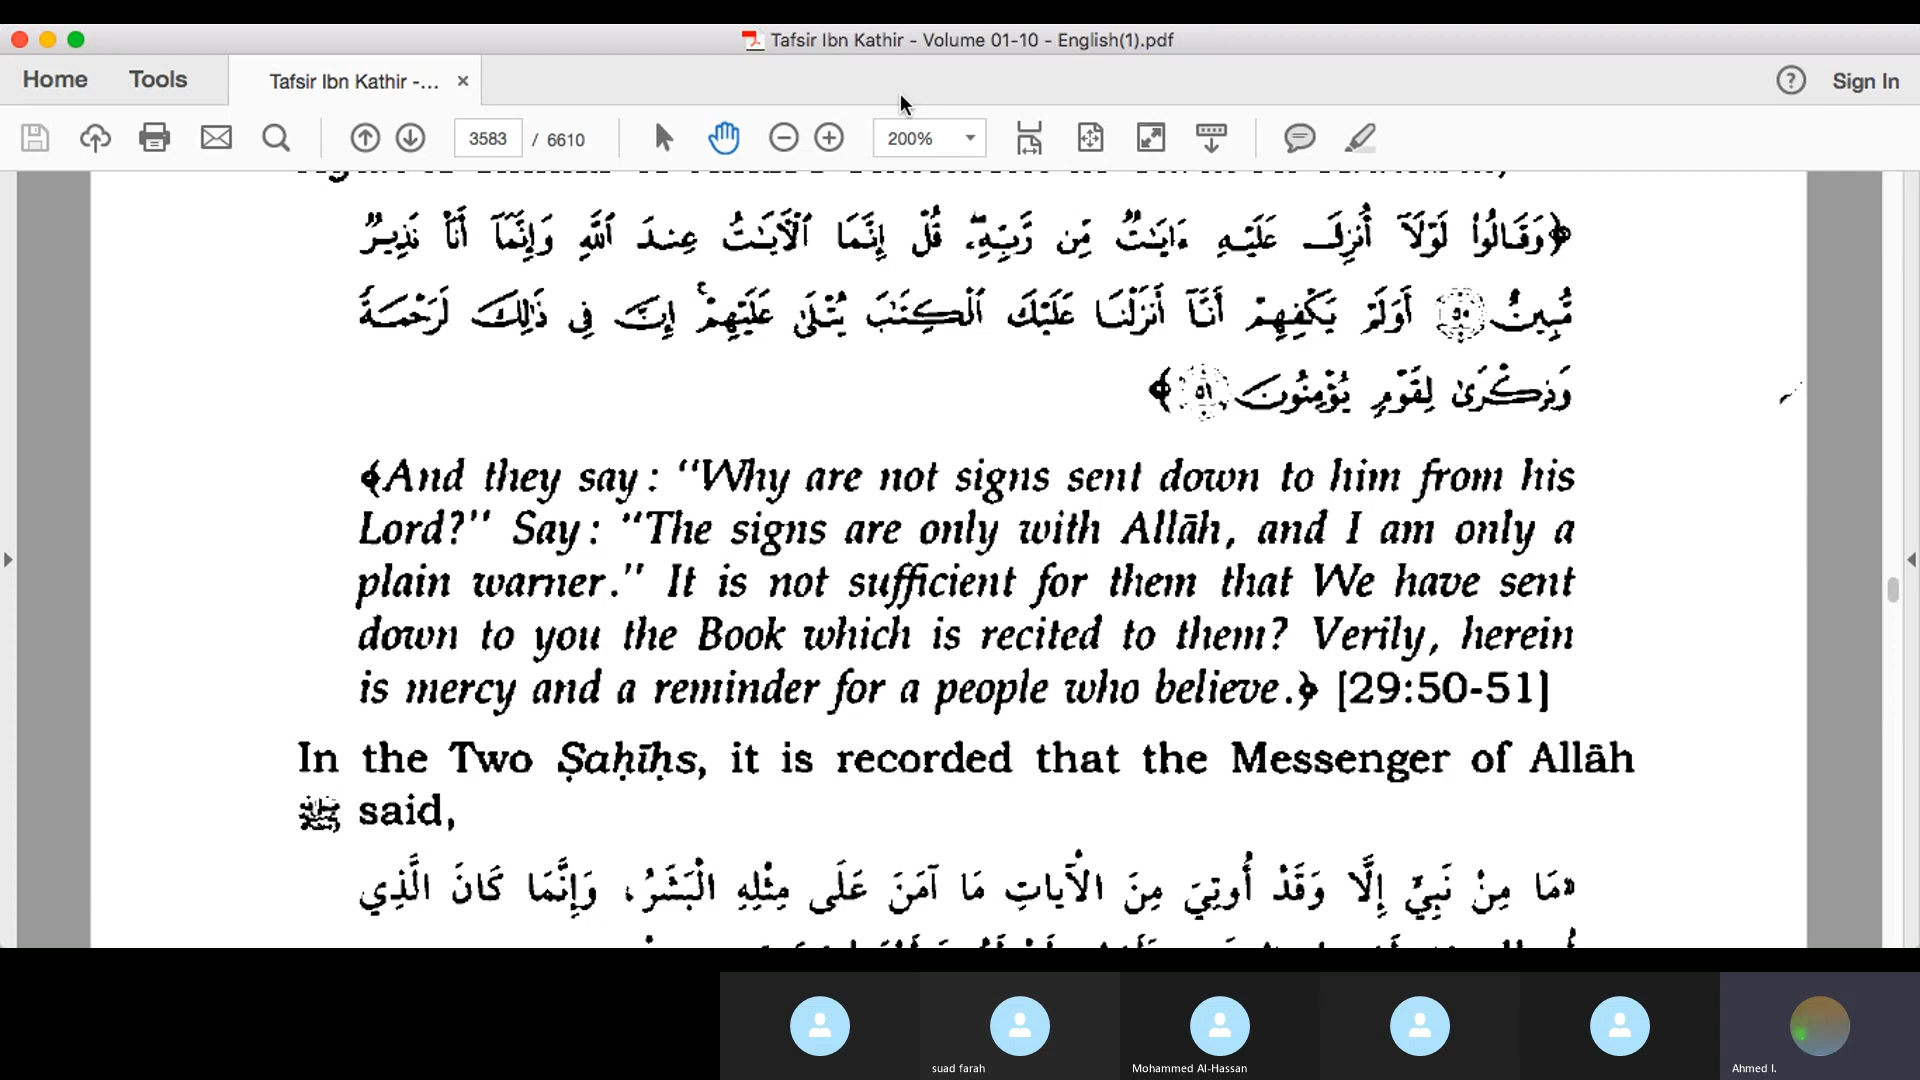 Tafsir Ibn Kathir - Volume 01-10 - English(1).pdf
Home Tools Tafsir Ibn Kathir -... Sign In
3583 / 6610 200%
﴿وَقَالُوا۟ لَوْلَآ أُنزِلَ عَلَيْهِ ءَايَـٰتٌ مِّن رَّبِّهِۦ ۖ قُلْ إِنَّمَا ٱلْـَٔايَـٰتُ عِندَ ٱللَّهِ وَإِنَّمَآ أَنَا۠ نَذِيرٌ
مُّبِينٌ ٥٠ أَوَلَمْ يَكْفِهِمْ أَنَّآ أَنزَلْنَا عَلَيْكَ ٱلْكِتَـٰبَ يُتْلَىٰ عَلَيْهِمْ ۚ إِنَّ فِى ذَٰلِكَ لَرَحْمَةً
وَذِكْرَىٰ لِقَوْمٍ يُؤْمِنُونَ ٥١﴾
﴾And they say: "Why are not signs sent down to him from his
Lord?" Say: "The signs are only with Allāh, and I am only a
plain warner." It is not sufficient for them that We have sent
down to you the Book which is recited to them? Verily, herein
is mercy and a reminder for a people who believe.﴿ [29:50-51]
In the Two Ṣaḥīḥs, it is recorded that the Messenger of Allāh
ﷺ said,
«مَا مِنْ نَبِيٍّ إِلَّا وَقَدْ أُوتِيَ مِنَ الْآيَاتِ مَا آمَنَ عَلَى مِثْلِهِ الْبَشَرُ، وَإِنَّمَا كَانَ الَّذِي
suad farah
Mohammed Al-Hassan
Ahmed I.